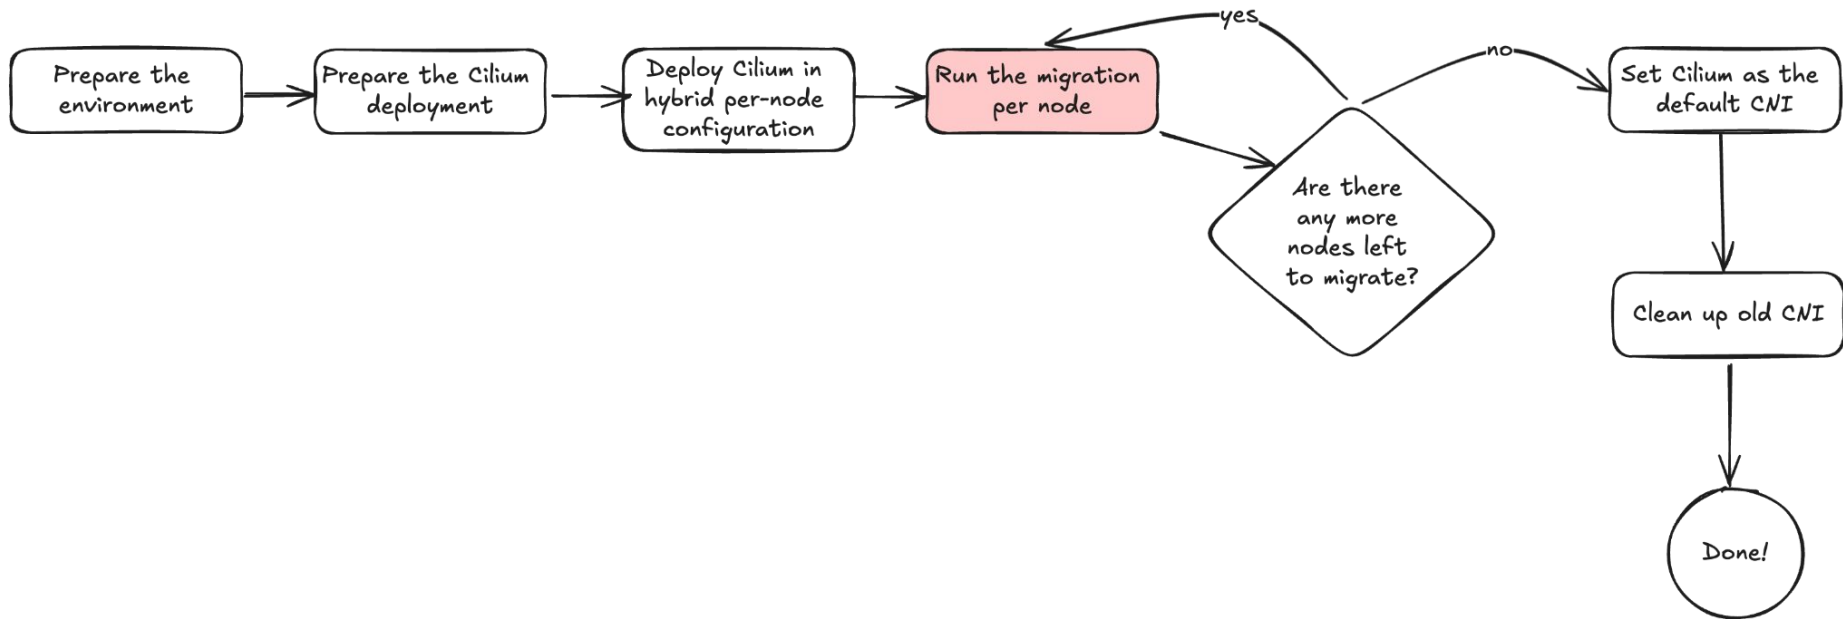 Prepare the
environment
Prepare the Cilium
deployment
Deploy Cilium in
hybrid per-node
configuration
Run the migration
per node
yes
Are there
any more
nodes left
to migrate?
no
Set Cilium as the
default CNI
Clean up old CNI
Done!